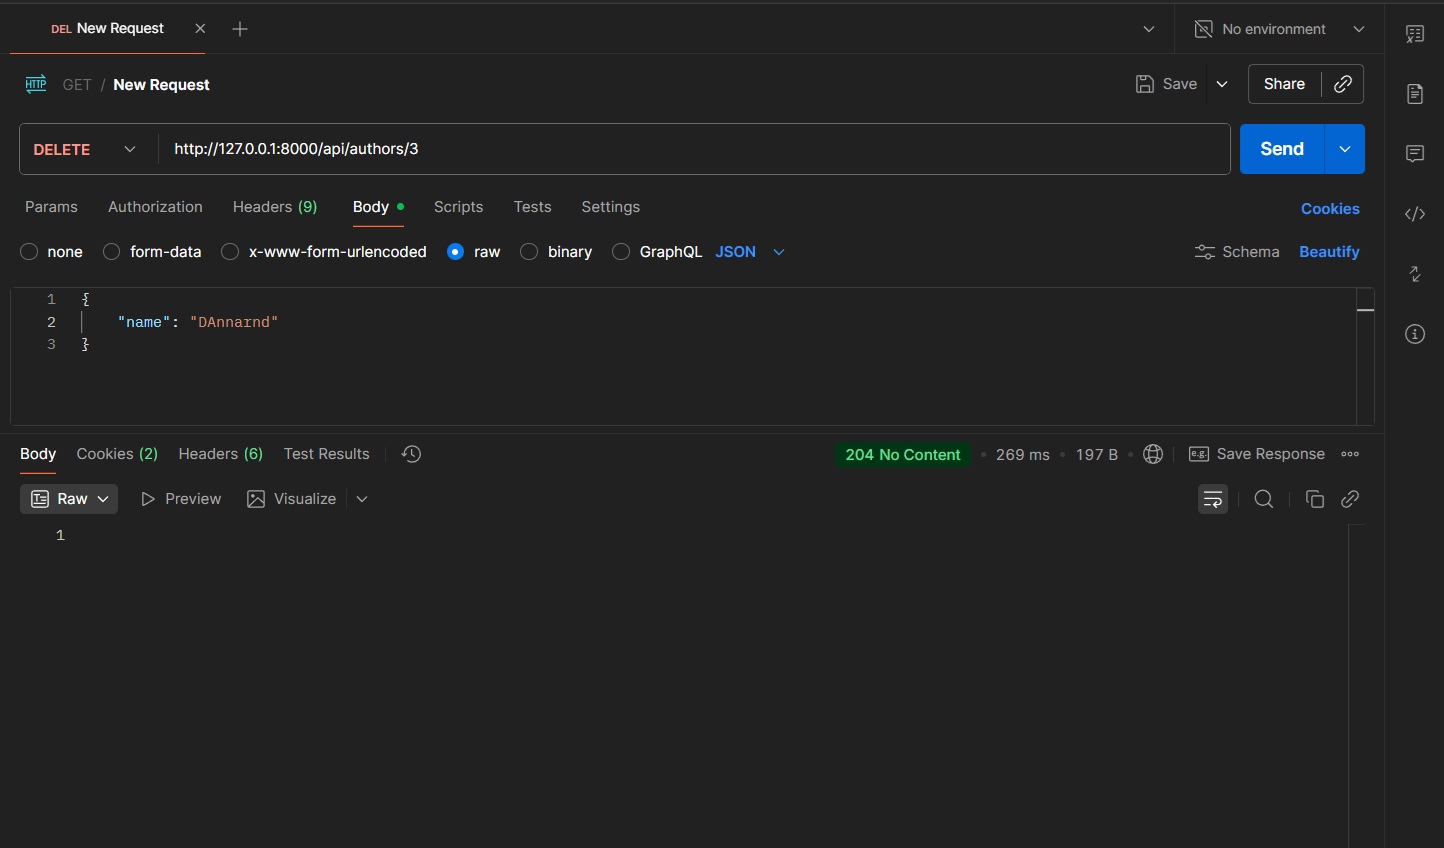 DEL New Request
No environment
HTTP GET / New Request
Save
Share
DELETE http://127.0.0.1:8000/api/authors/3
Send
Params Authorization Headers (9) Body Scripts Tests Settings
Cookies
none form-data x-www-form-urlencoded raw binary GraphQL JSON
Schema Beautify
1 {
2 "name": "DAnnarnd"
3 }
Body Cookies (2) Headers (6) Test Results
204 No Content 269 ms 197 B
e.g. Save Response
Raw Preview Visualize
1